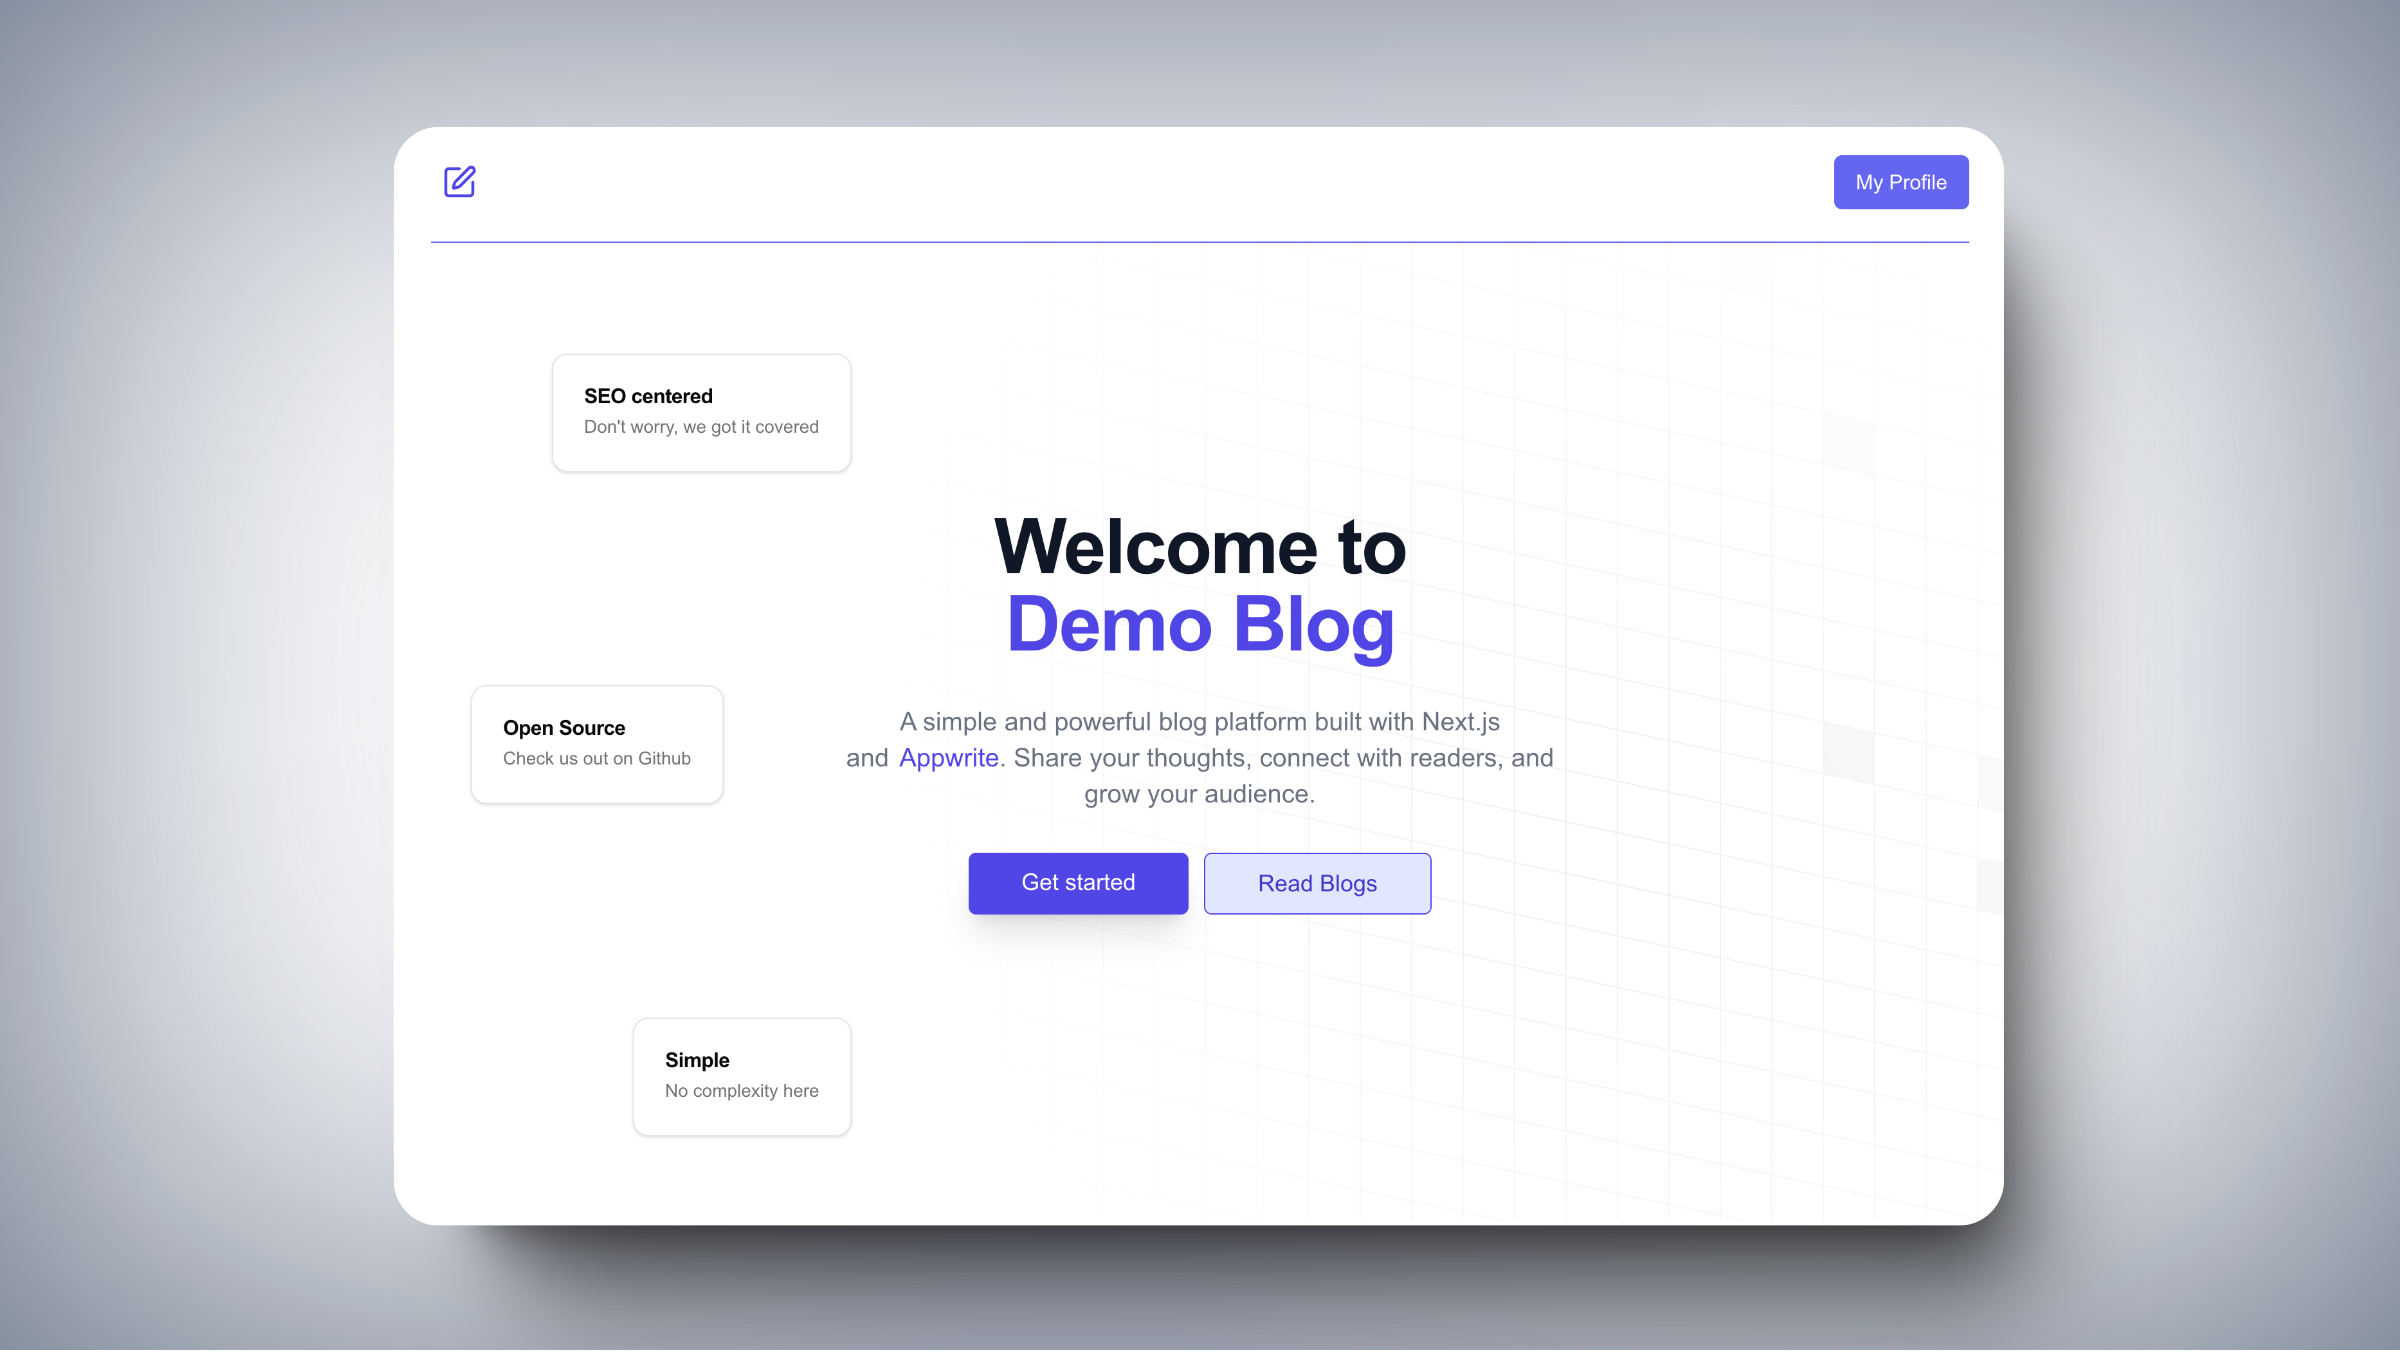 My Profile
SEO centered
Don't worry, we got it covered
Welcome to
Demo Blog
Open Source
Check us out on Github
A simple and powerful blog platform built with Next.js
and Appwrite. Share your thoughts, connect with readers, and
grow your audience.
Get started
Read Blogs
Simple
No complexity here